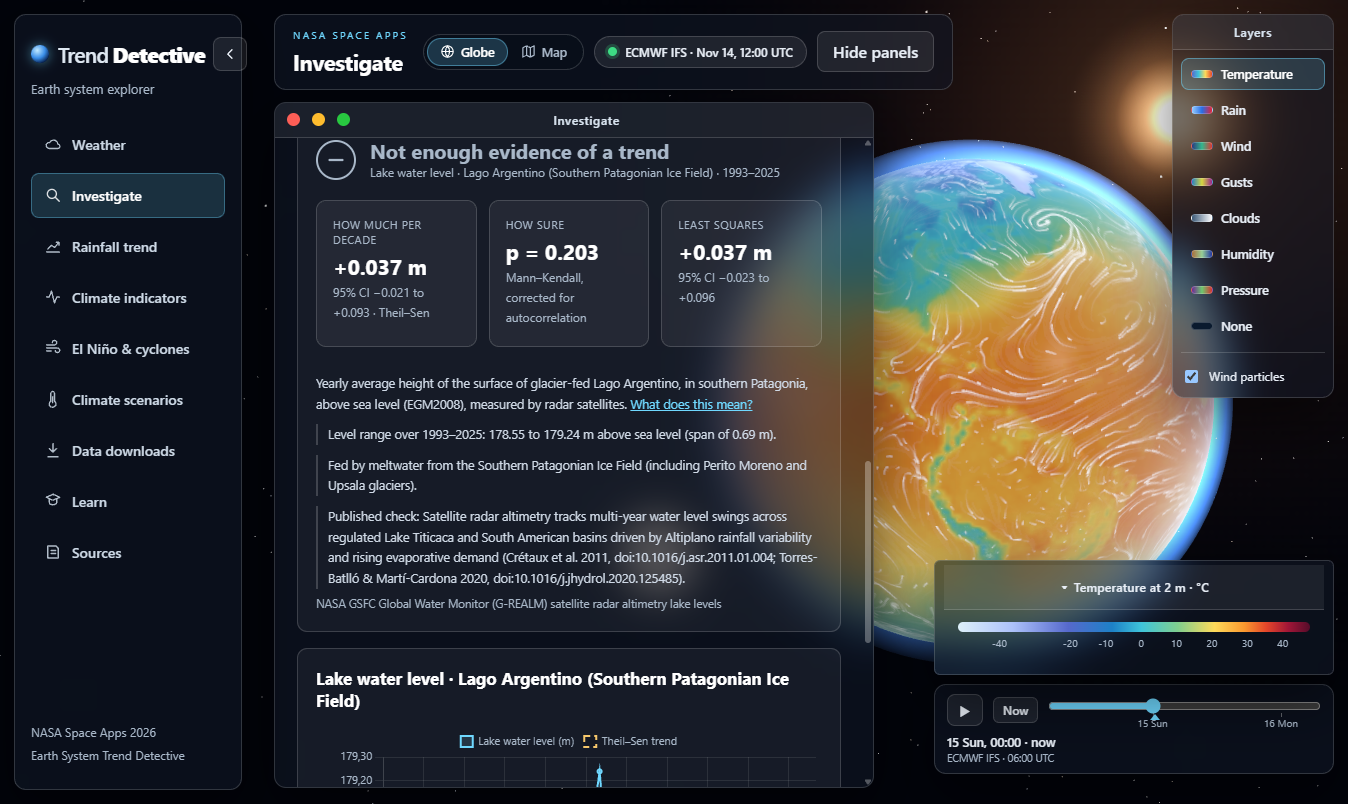 Trend Detective
Earth system explorer
Weather
Investigate
Rainfall trend
Climate indicators
El Niño & cyclones
Climate scenarios
Data downloads
Learn
Sources
NASA Space Apps 2026
Earth System Trend Detective
NASA SPACE APPS
Investigate
Globe
Map
ECMWF IFS · Nov 14, 12:00 UTC
Hide panels
Investigate
Not enough evidence of a trend
Lake water level · Lago Argentino (Southern Patagonian Ice Field) · 1993–2025
HOW MUCH PER
DECADE
+0.037 m
95% CI −0.021 to
+0.093 · Theil–Sen
HOW SURE
p = 0.203
Mann–Kendall,
corrected for
autocorrelation
LEAST SQUARES
+0.037 m
95% CI −0.023 to
+0.096
Yearly average height of the surface of glacier-fed Lago Argentino, in southern Patagonia,
above sea level (EGM2008), measured by radar satellites. What does this mean?
Level range over 1993–2025: 178.55 to 179.24 m above sea level (span of 0.69 m).
Fed by meltwater from the Southern Patagonian Ice Field (including Perito Moreno and
Upsala glaciers).
Published check: Satellite radar altimetry tracks multi-year water level swings across
regulated Lake Titicaca and South American basins driven by Altiplano rainfall variability
and rising evaporative demand (Crétaux et al. 2011, doi:10.1016/j.asr.2011.01.004; Torres-
Batlló & Martí-Cardona 2020, doi:10.1016/j.jhydrol.2020.125485).
NASA GSFC Global Water Monitor (G-REALM) satellite radar altimetry lake levels
Lake water level · Lago Argentino (Southern Patagonian Ice
Field)
Lake water level (m)
Theil–Sen trend
179,30
179,20
Layers
Temperature
Rain
Wind
Gusts
Clouds
Humidity
Pressure
None
Wind particles
Temperature at 2 m · °C
-40 -20 -10 0 10 20 30 40
Now
15 Sun
16 Mon
15 Sun, 00:00 · now
ECMWF IFS · 06:00 UTC